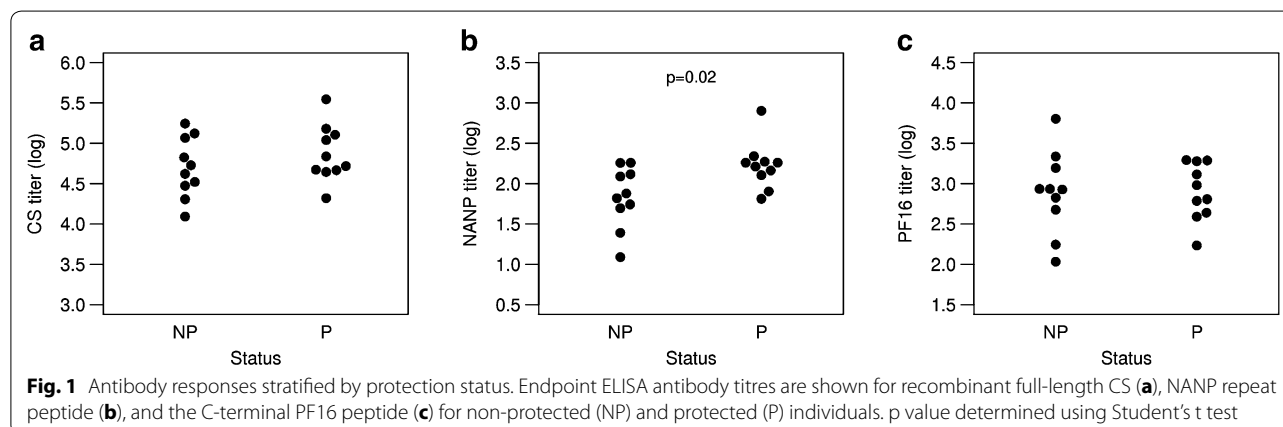 a
b
c
6.0
5.5
5.0
4.5
4.0
3.5
3.0
CS titer (log)
NP
P
Status
3.5
3.0
2.5
2.0
1.5
1.0
0.5
NANP titer (log)
p=0.02
NP
P
Status
4.5
4.0
3.5
3.0
2.5
2.0
1.5
PF16 titer (log)
NP
P
Status
Fig. 1 Antibody responses stratified by protection status. Endpoint ELISA antibody titres are shown for recombinant full-length CS (a), NANP repeat
peptide (b), and the C-terminal PF16 peptide (c) for non-protected (NP) and protected (P) individuals. p value determined using Student’s t test